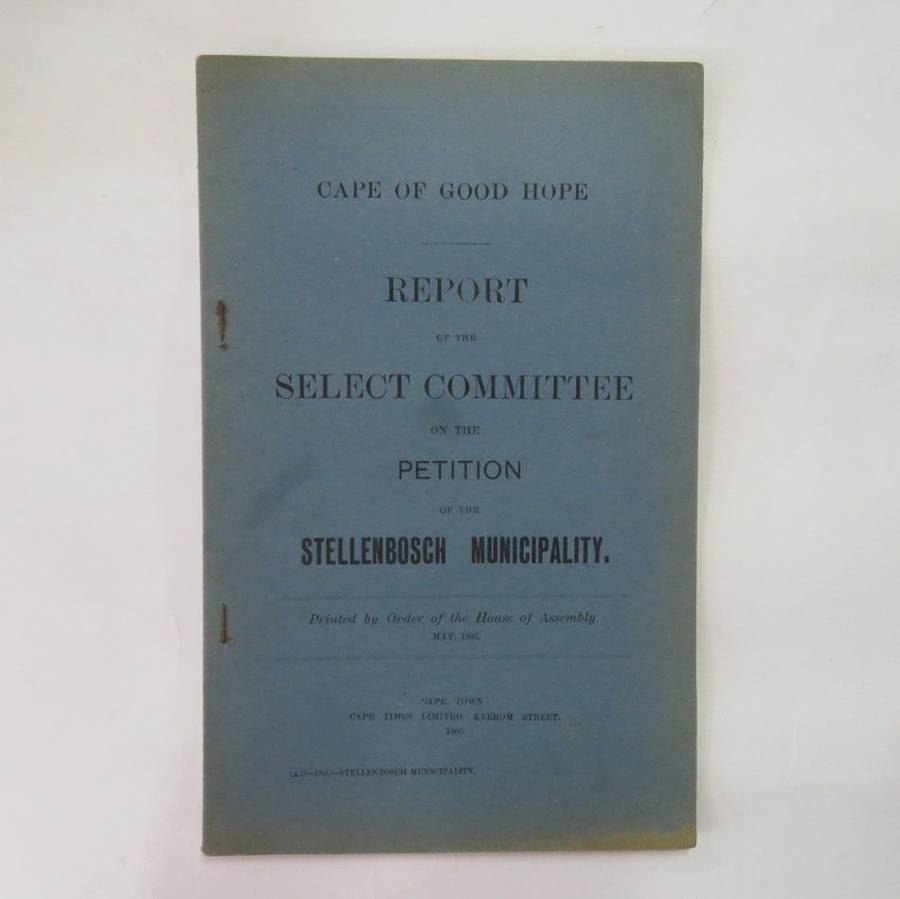 CAPE OF GOOD HOPE
REPORT
OF THE
SELECT COMMITTEE
ON THE
PETITION
OF THE
STELLENBOSCH MUNICIPALITY.
Printed by Order of the House of Assembly.
MAY, 1905.
CAPE TOWN
CAPE TIMES LIMITED, KEEROM STREET.
1905.
STELLENBOSCH MUNICIPALITY.